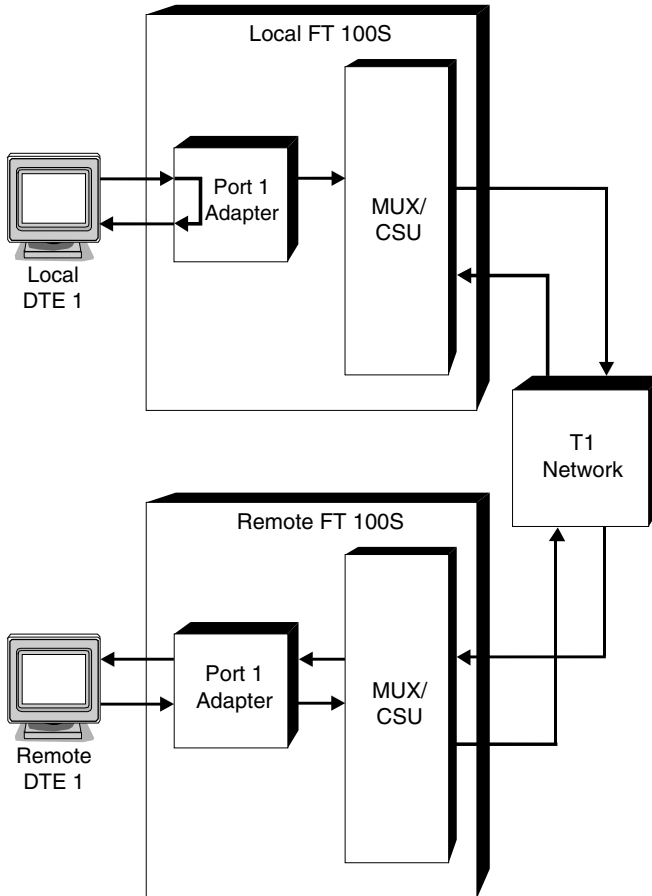 Local FT 100S
Port 1
Adapter
MUX/
CSU
Local
DTE 1
T1
Network
Remote FT 100S
Port 1
Adapter
MUX/
CSU
Remote
DTE 1